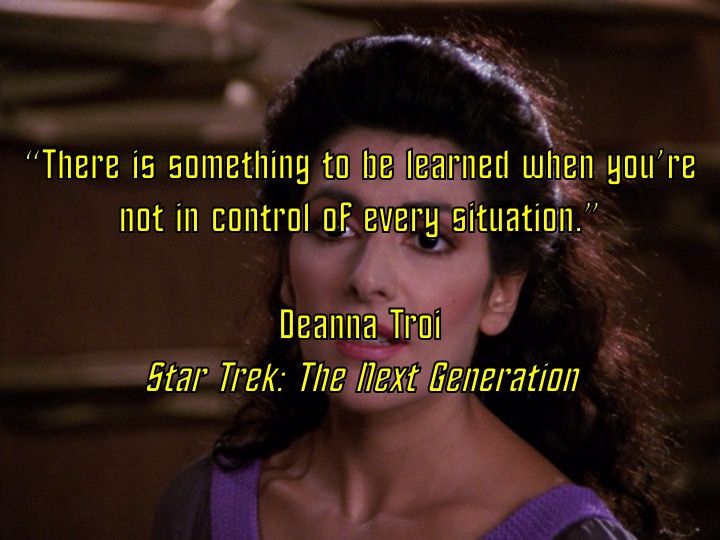 “There is something to be learned when you’re
not in control of every situation.”
Deanna Troi
Star Trek: The Next Generation